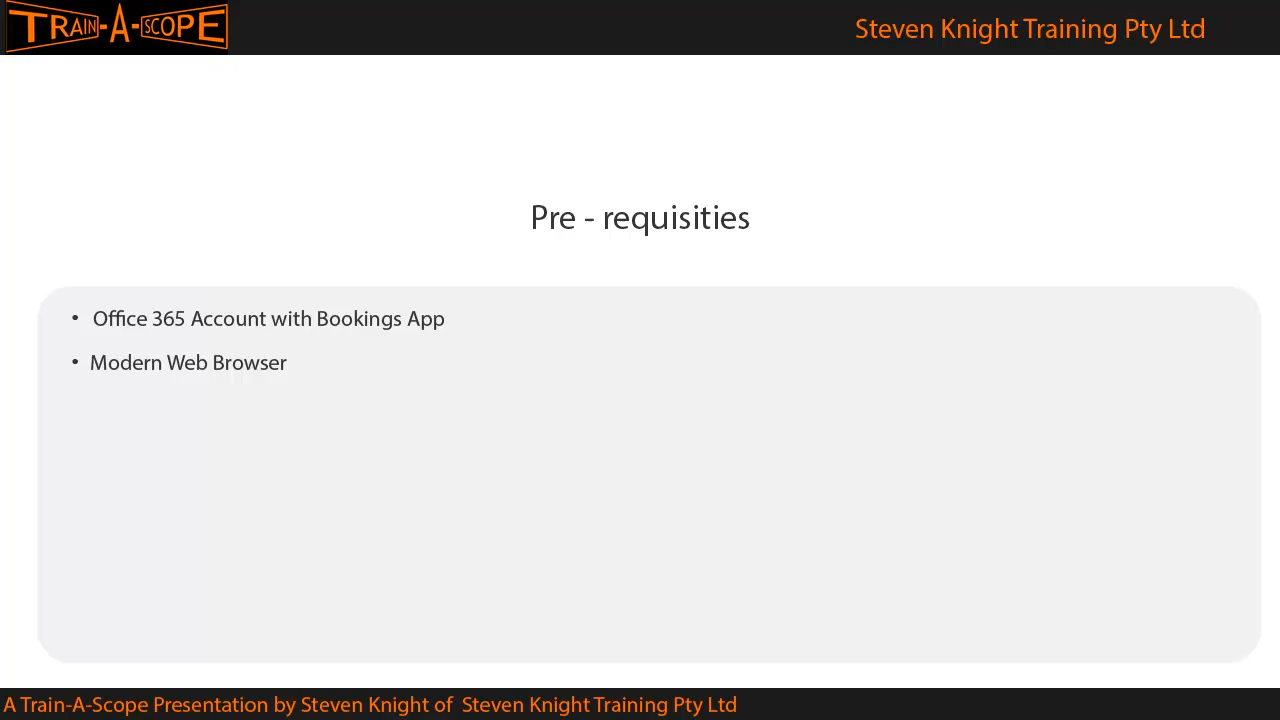 TRAIN-A-SCOPE
Steven Knight Training Pty Ltd
Pre - requisities
• Office 365 Account with Bookings App
• Modern Web Browser
A Train-A-Scope Presentation by Steven Knight of  Steven Knight Training Pty Ltd